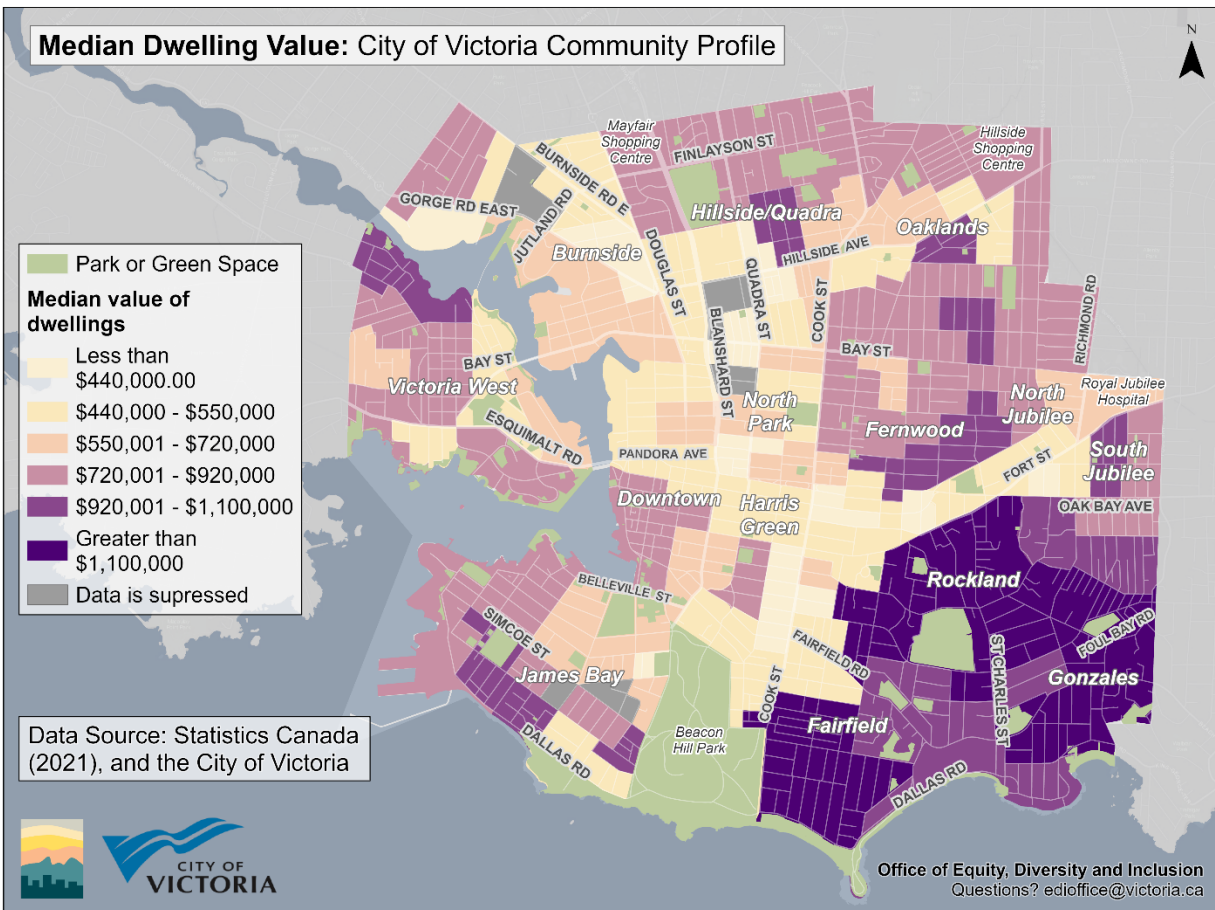 Median Dwelling Value: City of Victoria Community Profile
N
Mayfair
Shopping
Centre
FINLAYSON ST
Hillside
Shopping
Centre
BURNSIDE RD E
GORGE RD EAST
JUTLAND RD
Hillside/Quadra
Oaklands
Burnside
DOUGLAS ST
HILLSIDE AVE
QUADRA ST
COOK ST
BLANSHARD ST
RICHMOND RD
BAY ST
BAY ST
Victoria West
North
Park
North
Jubilee
Royal Jubilee
Hospital
ESQUIMALT RD
Fernwood
PANDORA AVE
FORT ST
South
Jubilee
Downtown
Harris
Green
OAK BAY AVE
Rockland
BELLEVILLE ST
SIMCOE ST
FAIRFIELD RD
ST CHARLES ST
FOUL BAY RD
James Bay
COOK ST
Gonzales
Fairfield
Beacon
Hill Park
DALLAS RD
DALLAS RD
Park or Green Space
Median value of
dwellings
Less than
$440,000.00
$440,000 - $550,000
$550,001 - $720,000
$720,001 - $920,000
$920,001 - $1,100,000
Greater than
$1,100,000
Data is supressed
Data Source: Statistics Canada
(2021), and the City of Victoria
CITY OF
VICTORIA
Office of Equity, Diversity and Inclusion
Questions? edioffice@victoria.ca